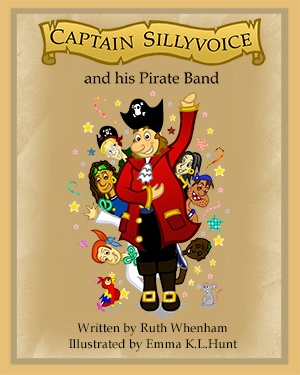 CAPTAIN SILLYVOICE
and his Pirate Band
Written by Ruth Whenham
Illustrated by Emma K.L.Hunt